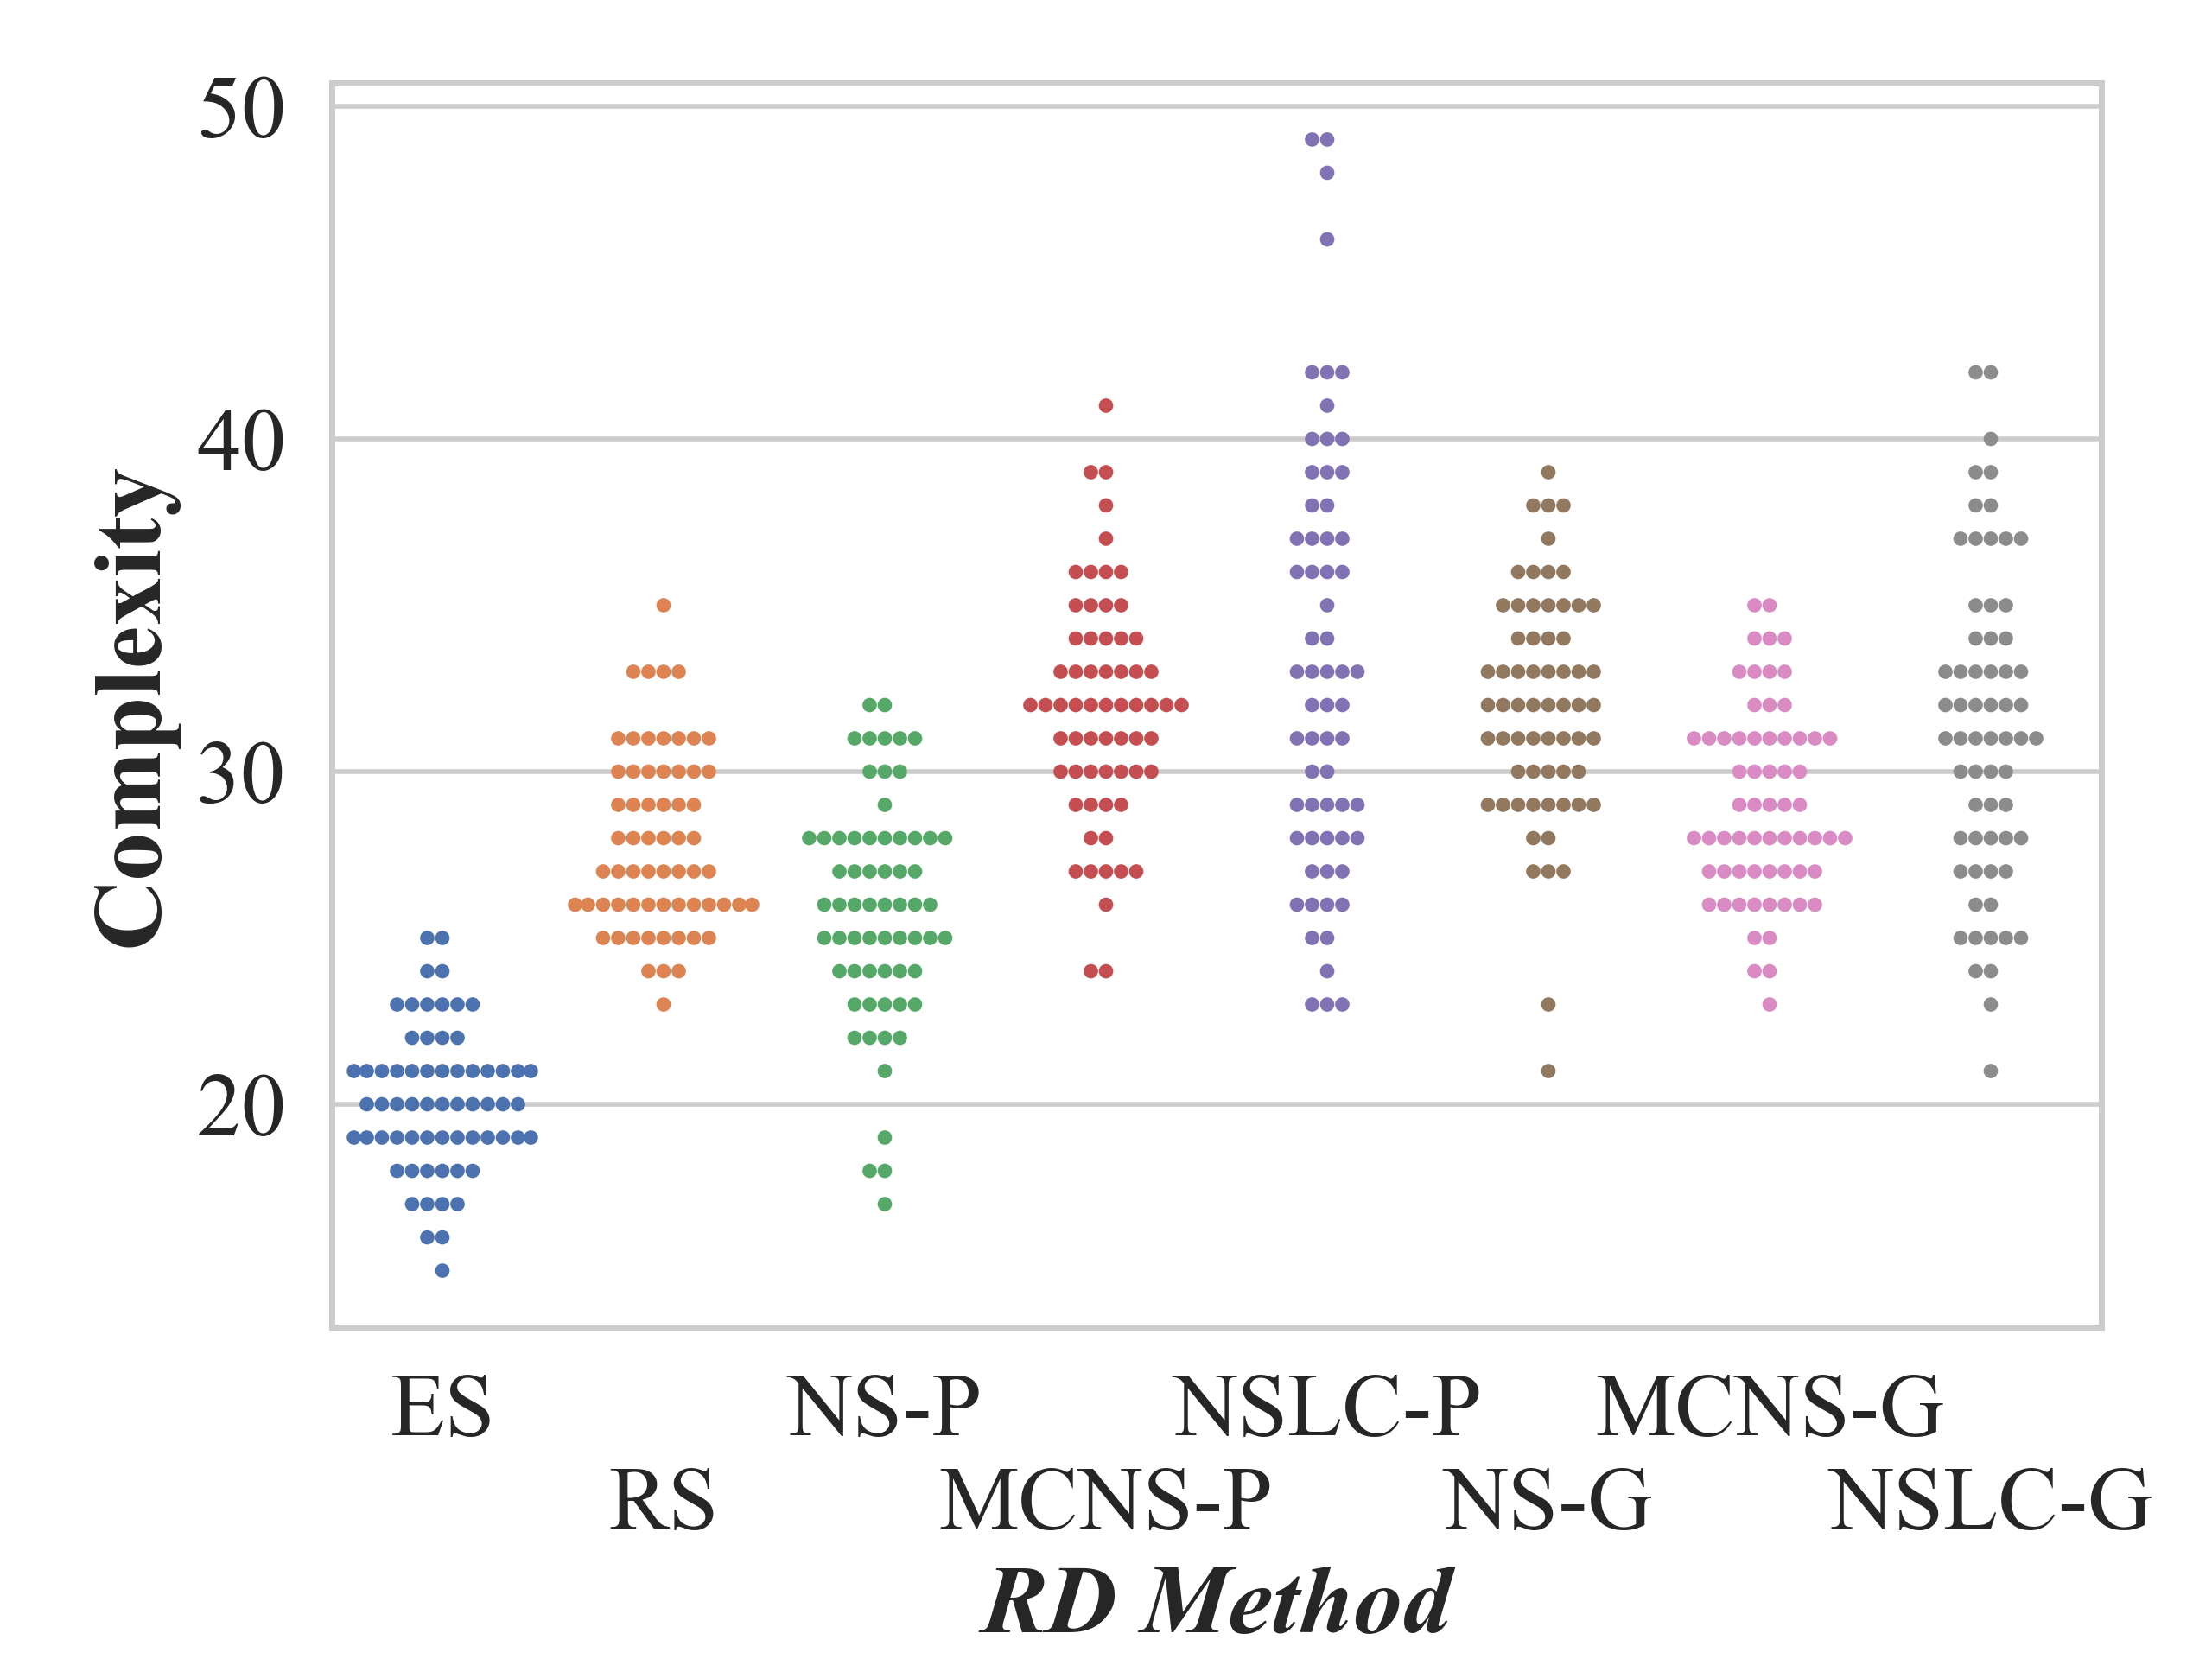 50
40
30
20
Complexity
ES NS-P NSLC-P MCNS-G
RS MCNS-P NS-G NSLC-G
RD Method